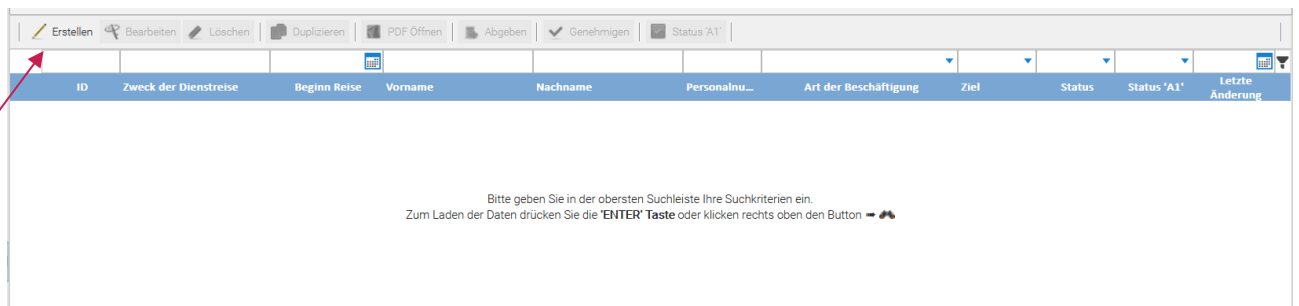 Erstellen Bearbeiten Löschen Duplizieren PDF Öffnen Abgeben Genehmigen Status 'A1'
ID Zweck der Dienstreise Beginn Reise Vorname Nachname Personalnu... Art der Beschäftigung Ziel Status Status 'A1' Letzte Änderung
Bitte geben Sie in der obersten Suchleiste Ihre Suchkriterien ein.
Zum Laden der Daten drücken Sie die 'ENTER' Taste oder klicken rechts oben den Button